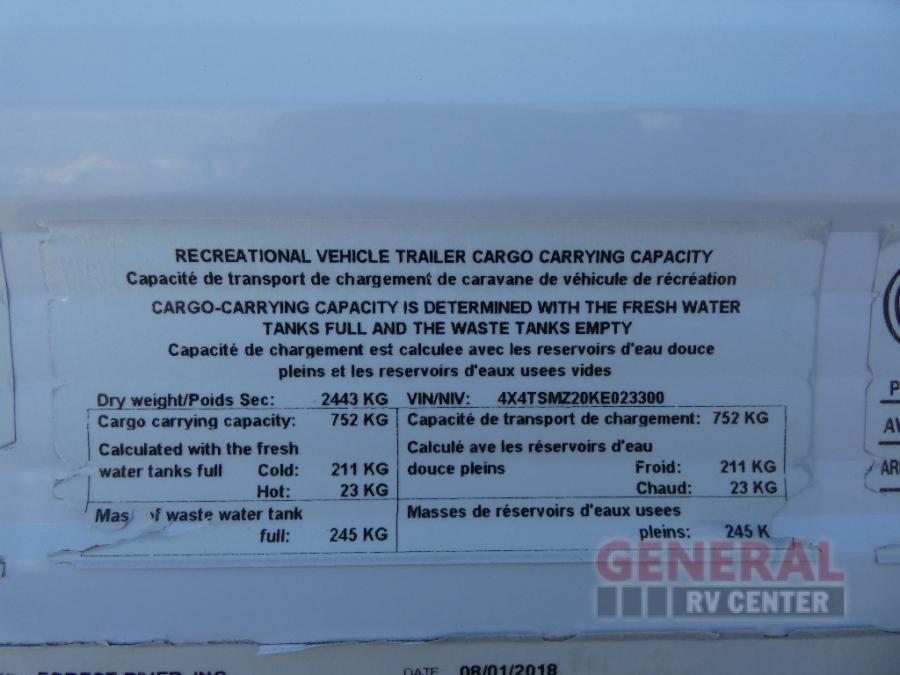 RECREATIONAL VEHICLE TRAILER CARGO CARRYING CAPACITY
Capacité de transport de chargement de caravane de véhicule de récréation
CARGO-CARRYING CAPACITY IS DETERMINED WITH THE FRESH WATER
TANKS FULL AND THE WASTE TANKS EMPTY
Capacité de chargement est calculee avec les reservoirs d'eau douce
pleins et les reservoirs d'eaux usees vides
Dry weight/Poids Sec: 2443 KG VIN/NIV: 4X4TSMZ20KE023300
Cargo carrying capacity: 752 KG Capacité de transport de chargement: 752 KG
Calculated with the fresh Calculé ave les réservoirs d'eau
water tanks full Cold: 211 KG douce pleins Froid: 211 KG
Hot: 23 KG Chaud: 23 KG
of waste water tank Masses de réservoirs d'eaux usees
full: 245 KG pleins: 245 K
GENERAL
RV CENTER
FOREST RIVER, INC. DATE 08/01/2018